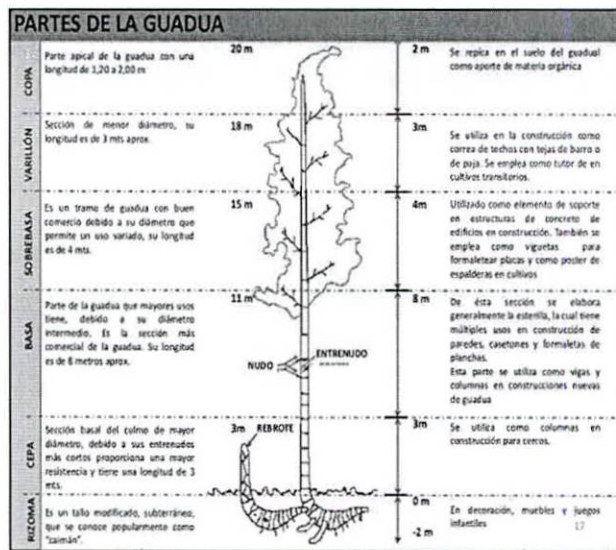 PARTES DE LA GUADUA
COPA
Parte apical de la guadua con una
longitud de 1,20 a 2,00 m
20 m
2 m
Se repica en el suelo del guadual
como aporte de materia orgánica
VARILLÓN
Sección de menor diámetro, su
longitud es de 3 mts aprox.
18 m
3m
Se utiliza en la construcción como
correa de techos con tejas de barro o
de paja. Se emplea como tutor de en
cultivos transitorios.
SOBREBASA
Es un tramo de guadua con buen
comercio debido a su diámetro que
permite un uso variado, su longitud
es de 4 mts.
15 m
4m
Utilizado como elemento de soporte
en estructuras de concreto de
edificios en construcción. También se
emplea como viguetas para
formaletear placas y como poster de
espalderas en cultivos
BASA
Parte de la guadua que mayores usos
tiene, debido a su diámetro
intermedio. Es la sección más
comercial de la guadua. Su longitud
es de 8 metros aprox.
11 m
8 m
De ésta sección se elabora
generalmente la esterilla, la cual tiene
múltiples usos en construcción de
paredes, casetones y formaletas de
planchas.
Esta parte se utiliza como vigas y
columnas en construcciones nuevas
de guadua
NUDO
ENTRENUDO
CEPA
Sección basal del culmo de mayor
diámetro, debido a sus entrenudos
más cortos proporciona una mayor
resistencia y tiene una longitud de 3
mts.
3m
REBROTE
3m
Se utiliza como columnas en
construcción para cercos.
RIZOMA
Es un tallo modificado, subterráneo,
que se conoce popularmente como
"caimán".
0 m
-2 m
En decoración, muebles y juegos
infantiles
17